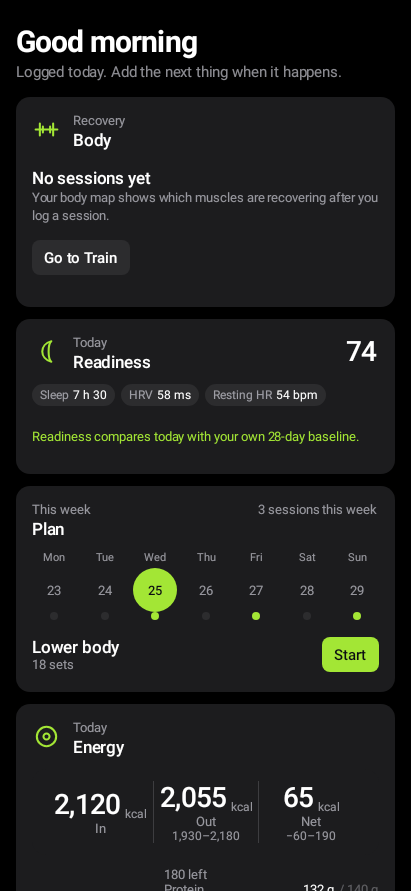 Good morning
Logged today. Add the next thing when it happens.
Recovery
Body
No sessions yet
Your body map shows which muscles are recovering after you
log a session.
Go to Train
Today
Readiness
74
Sleep 7 h 30 HRV 58 ms Resting HR 54 bpm
Readiness compares today with your own 28-day baseline.
This week 3 sessions this week
Plan
Mon Tue Wed Thu Fri Sat Sun
23 24 25 26 27 28 29
Lower body
18 sets
Start
Today
Energy
2,120 kcal
In
2,055 kcal
Out
1,930–2,180
65 kcal
Net
−60–190
180 left
Protein 132 g / 140 g